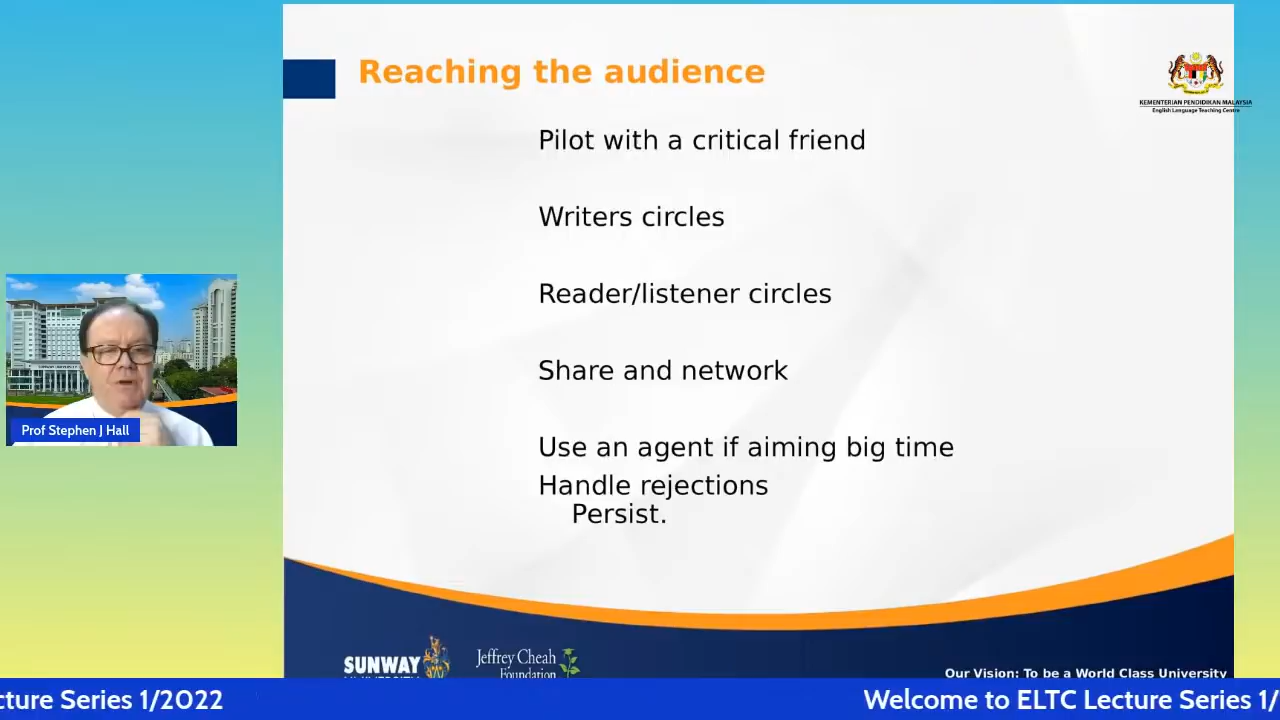 Reaching the audience
KEMENTERIAN PENDIDIKAN MALAYSIA
English Language Teaching Centre
Pilot with a critical friend
Writers circles
Reader/listener circles
Share and network
Use an agent if aiming big time
Handle rejections
Persist.
Prof Stephen J Hall
SUNWAY
Jeffrey Cheah
Foundation
Our Vision: To be a World Class University
cture Series 1/2022
Welcome to ELTC Lecture Series 1/